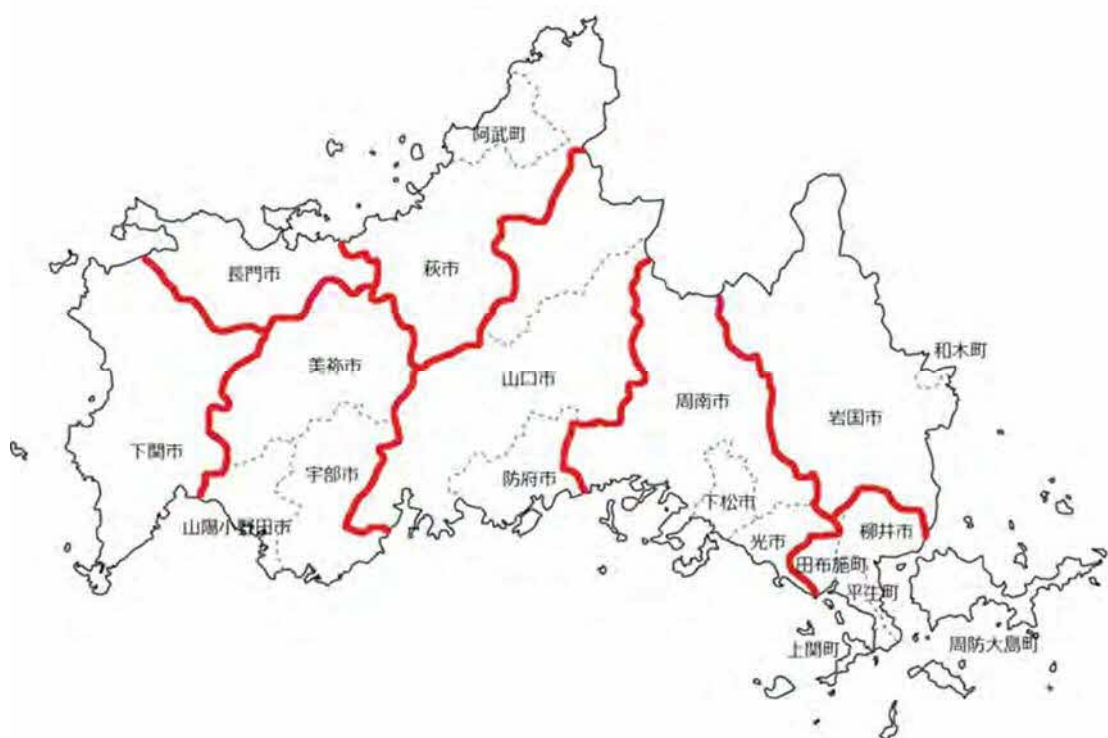 阿武町
萩市
長門市
和木町
美祢市
山口市
周南市
岩国市
下関市
宇部市
防府市
下松市
山陽小野田市
光市
柳井市
田布施町
平生町
上関町
周防大島町